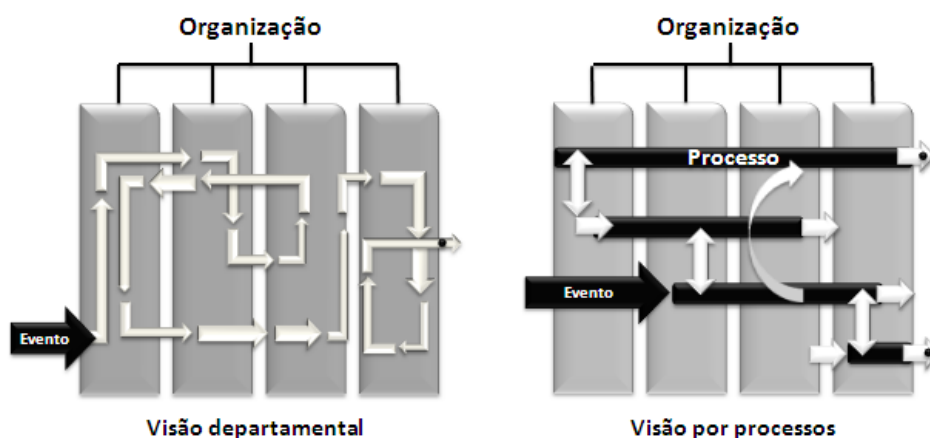 Organização
Organização
Processo
Evento
Evento
Visão departamental
Visão por processos